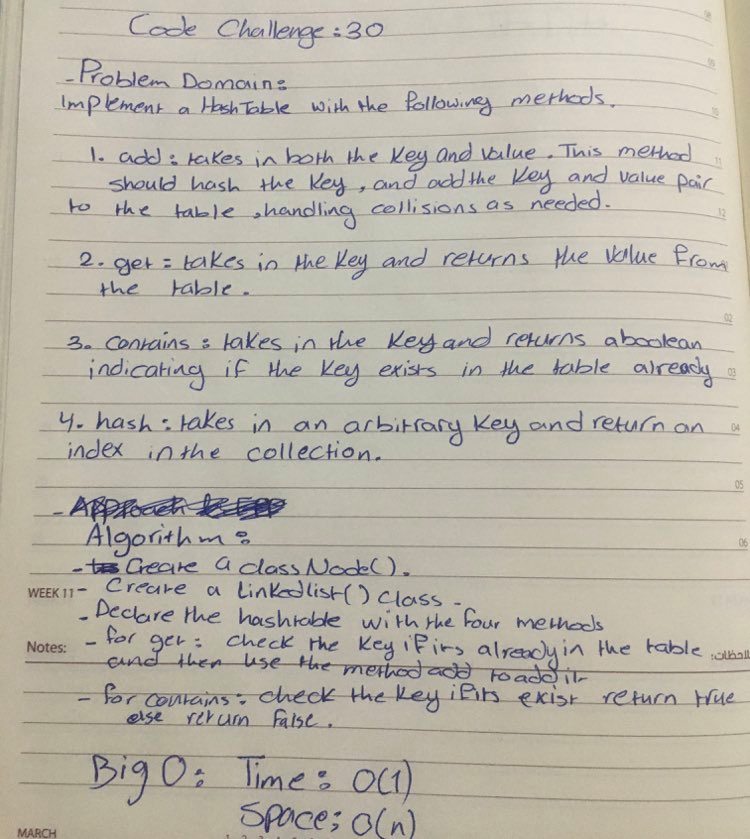 Code Challenge: 30
- Problem Domain:
Implement a HashTable with the following methods.
1. add: takes in both the key and value. This method
should hash the key, and add the key and value pair
to the table, handling collisions as needed.
2. get: takes in the key and returns the value from
the table.
3. contains: takes in the key and returns a boolean
indicating if the key exists in the table already
4. hash: takes in an arbitrary key and return an
index in the collection.
- Approach
Algorithm:
- Create a class Node().
WEEK 11 - Create a Linkedlist() class -
- Declare the hashtable with the four methods
Notes: - for get: check the key if its already in the table الملاحظات:
and then use the method add to add it
- for contains: check the key if its exist return true
else return false.
Big O: Time: O(1)
Space: O(n)
MARCH
08
09
10
11
12
02
03
04
05
06